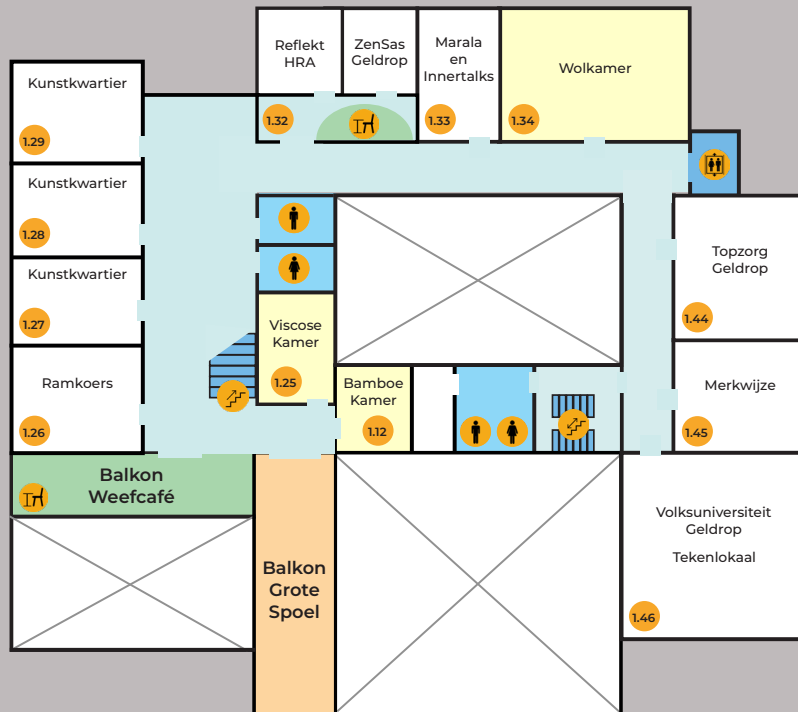 Reflekt
HRA
1.32
ZenSas
Geldrop
Marala
en
Innertalks
1.33
Wolkamer
1.34
Kunstkwartier
1.29
Kunstkwartier
1.28
Kunstkwartier
1.27
Ramkoers
1.26
Viscose
Kamer
1.25
Bamboe
Kamer
1.12
Topzorg
Geldrop
1.44
Merkwijze
1.45
Balkon
Weefcafé
Balkon
Grote
Spoel
Volksuniversiteit
Geldrop
Tekenlokaal
1.46